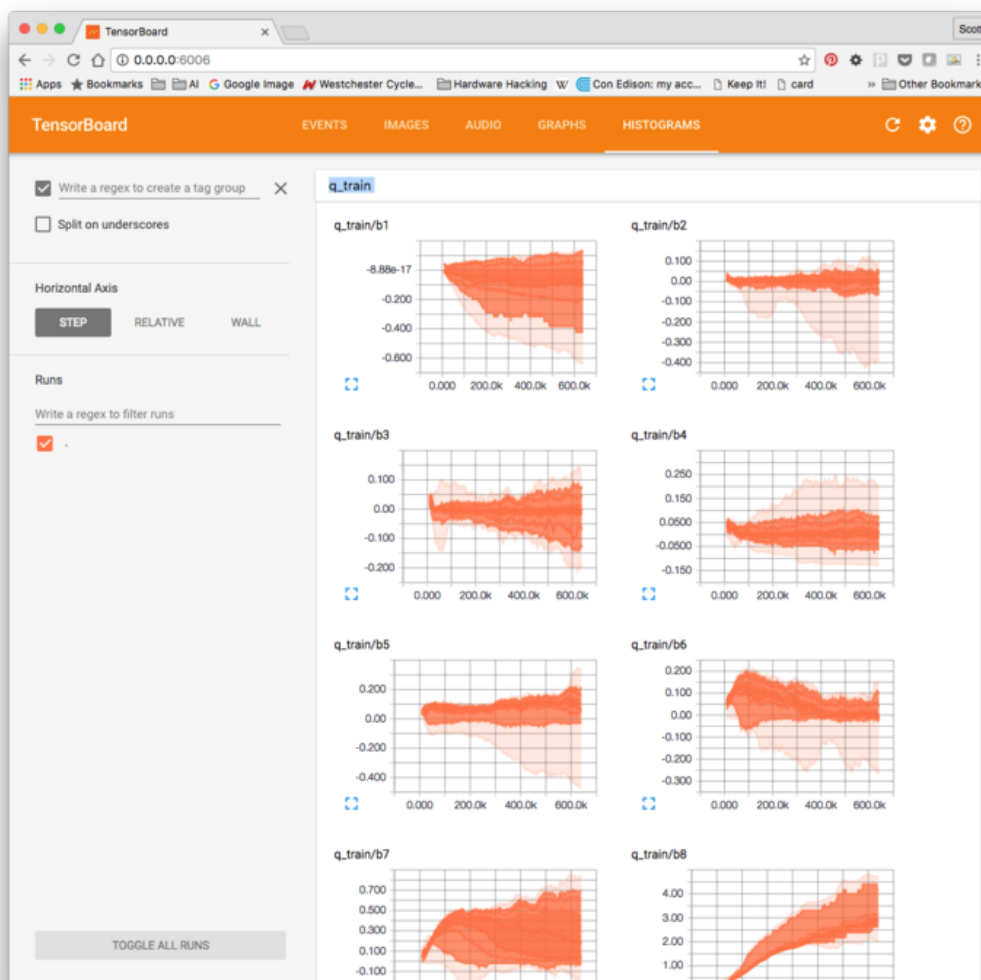 TensorBoard
Scott
0.0.0.0:6006
Apps Bookmarks AI Google Image Westchester Cycle... Hardware Hacking W Con Edison: my acc... Keep It! card » Other Bookmark
TensorBoard EVENTS IMAGES AUDIO GRAPHS HISTOGRAMS
Write a regex to create a tag group
Split on underscores
Horizontal Axis
STEP RELATIVE WALL
Runs
Write a regex to filter runs
.
TOGGLE ALL RUNS
q_train
q_train/b1
-8.88e-17
-0.200
-0.400
-0.600
0.000 200.0k 400.0k 600.0k
q_train/b2
0.100
0.00
-0.100
-0.200
-0.300
-0.400
0.000 200.0k 400.0k 600.0k
q_train/b3
0.100
0.00
-0.100
-0.200
0.000 200.0k 400.0k 600.0k
q_train/b4
0.250
0.150
0.0500
-0.0500
-0.150
0.000 200.0k 400.0k 600.0k
q_train/b5
0.200
0.00
-0.200
-0.400
0.000 200.0k 400.0k 600.0k
q_train/b6
0.200
0.100
0.00
-0.100
-0.200
-0.300
0.000 200.0k 400.0k 600.0k
q_train/b7
0.700
0.500
0.300
0.100
-0.100
q_train/b8
4.00
3.00
2.00
1.00